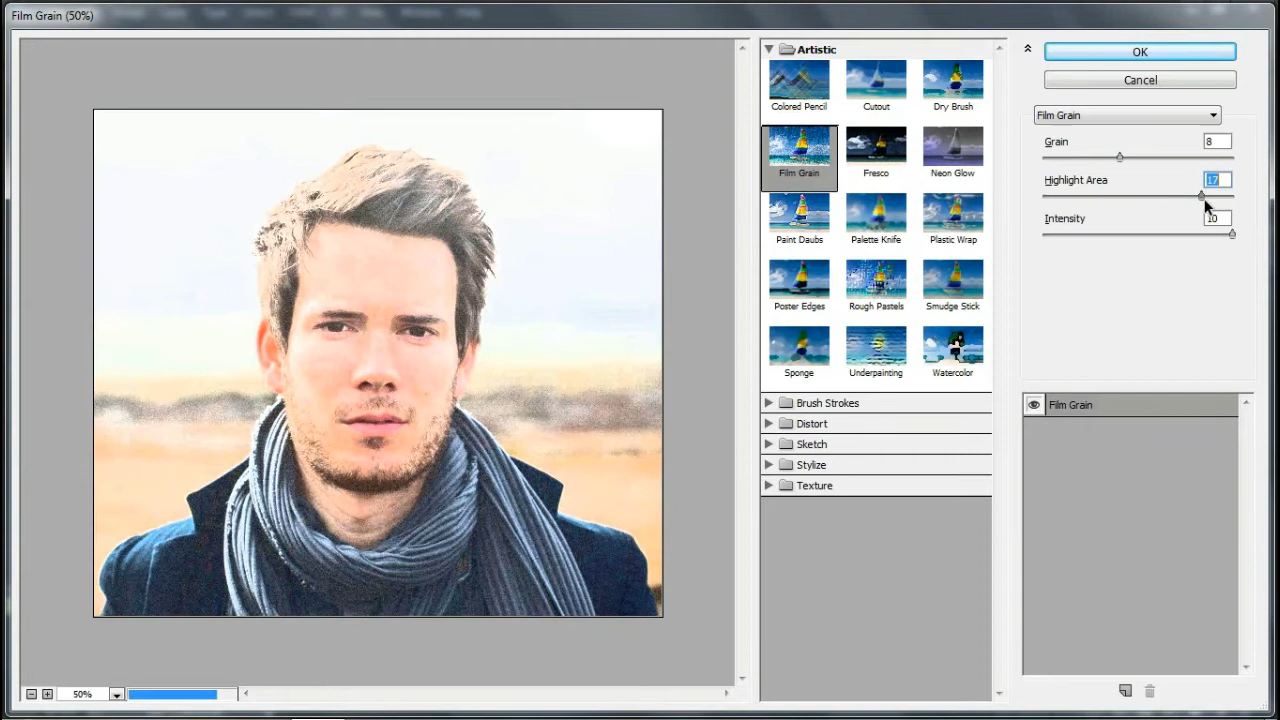 Film Grain (50%)
Artistic
Colored Pencil
Cutout
Dry Brush
Film Grain
Fresco
Neon Glow
Paint Daubs
Palette Knife
Plastic Wrap
Poster Edges
Rough Pastels
Smudge Stick
Sponge
Underpainting
Watercolor
Brush Strokes
Distort
Sketch
Stylize
Texture
OK
Cancel
Film Grain
Grain 8
Highlight Area 17
Intensity 10
Film Grain
50%